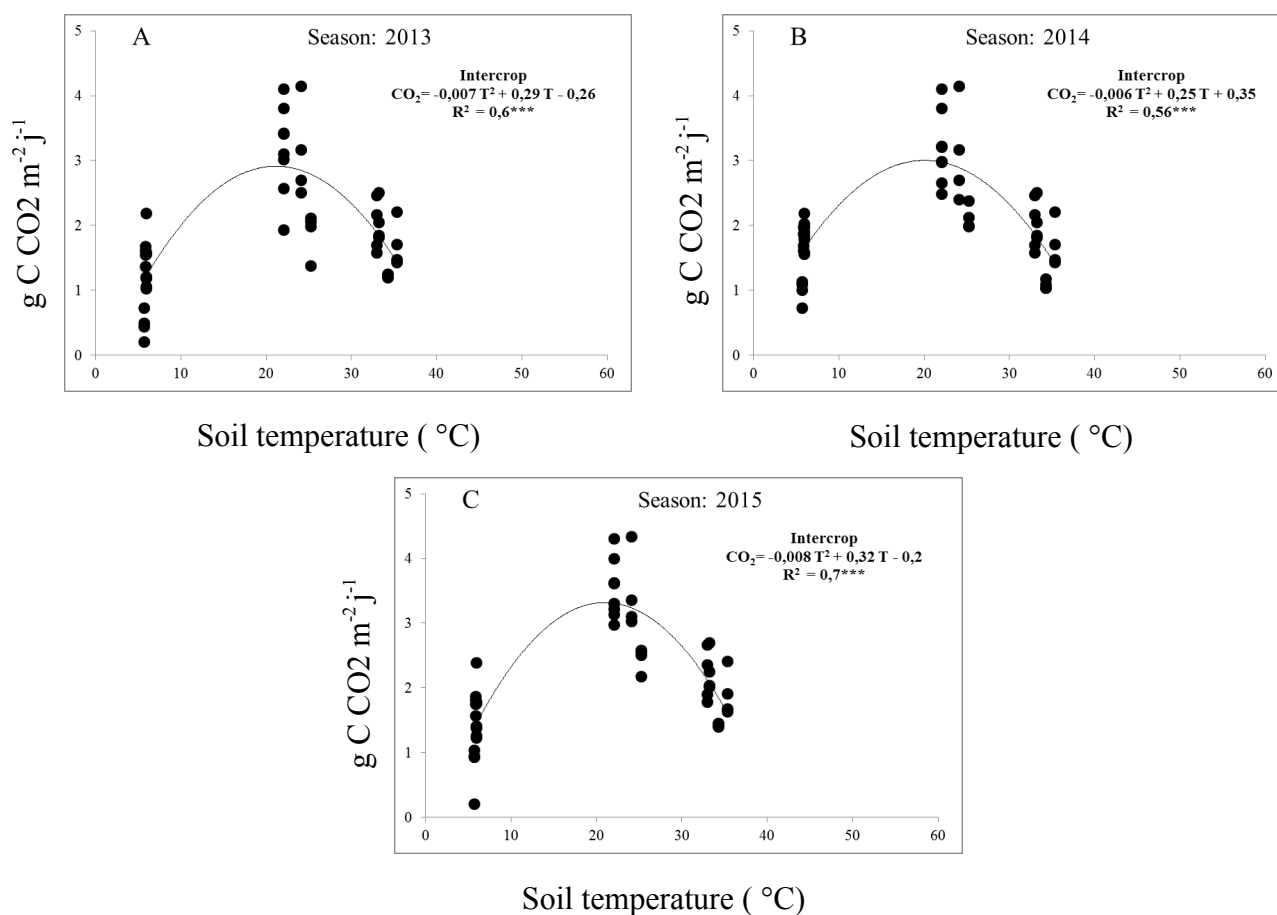 A
Season: 2013
Intercrop
CO₂= -0,007 T² + 0,29 T - 0,26
R² = 0,6***
g C CO2 m⁻² j⁻¹
5
4
3
2
1
0
0 10 20 30 40 50 60
Soil temperature ( °C)
B
Season: 2014
Intercrop
CO₂= -0,006 T² + 0,25 T + 0,35
R² = 0,56***
g C CO2 m⁻² j⁻¹
5
4
3
2
1
0
0 10 20 30 40 50 60
Soil temperature ( °C)
C
Season: 2015
Intercrop
CO₂= -0,008 T² + 0,32 T - 0,2
R² = 0,7***
g C CO2 m⁻² j⁻¹
5
4
3
2
1
0
0 10 20 30 40 50 60
Soil temperature ( °C)